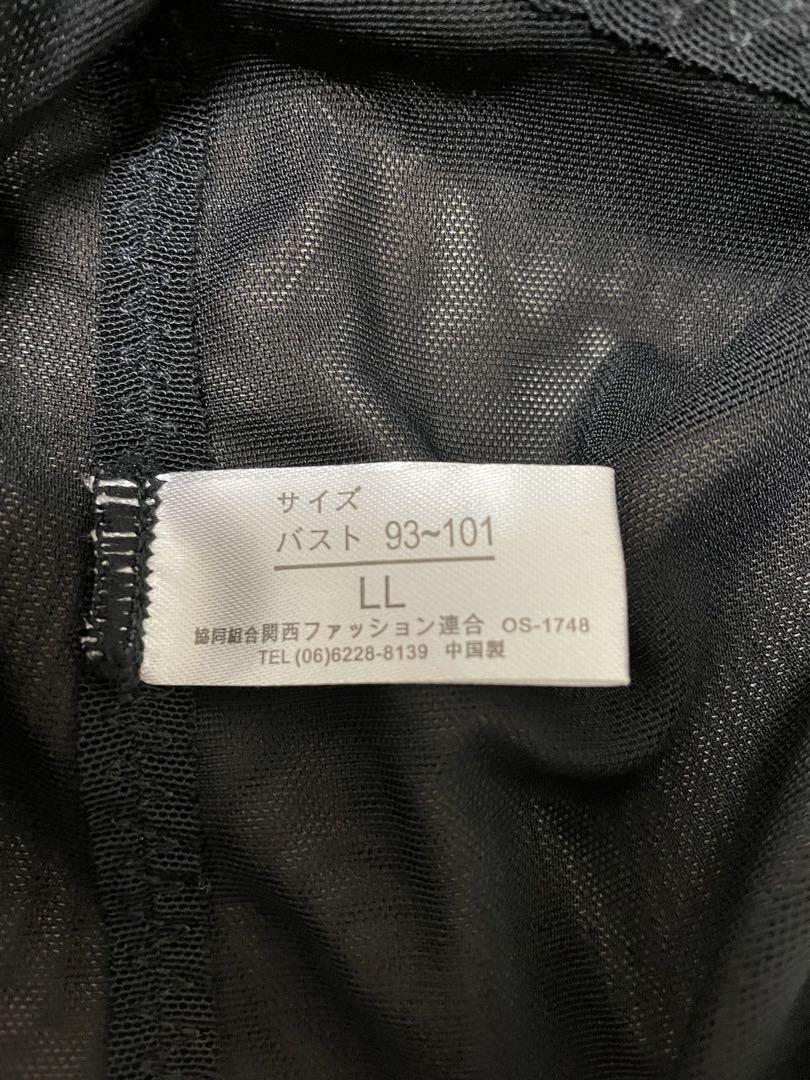 サイズ
バスト 93~101
LL
協同組合関西ファッション連合 OS-1748
TEL (06)6228-8139 中国製